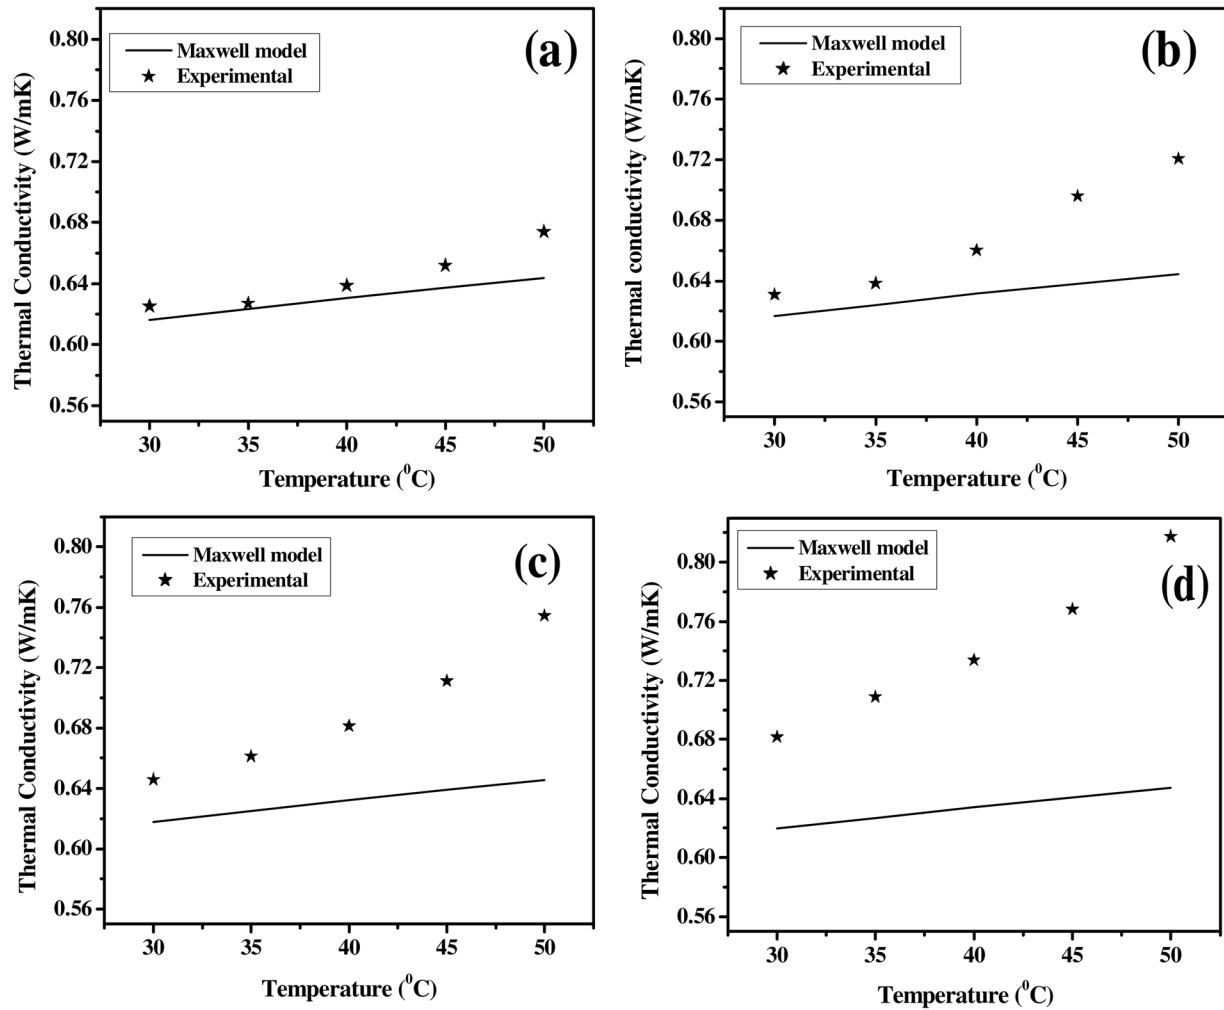 Maxwell model
Experimental
(a)
0.80
0.76
0.72
0.68
0.64
0.60
0.56
Thermal Conductivity (W/mK)
30 35 40 45 50
Temperature (⁰C)
Maxwell model
Experimental
(b)
0.80
0.76
0.72
0.68
0.64
0.60
0.56
Thermal conductivity (W/mK)
30 35 40 45 50
Temperature (⁰C)
Maxwell model
Experimental
(c)
0.80
0.76
0.72
0.68
0.64
0.60
0.56
Thermal Conductivity (W/mK)
30 35 40 45 50
Temperature (⁰C)
Maxwell model
Experimental
(d)
0.80
0.76
0.72
0.68
0.64
0.60
0.56
Thermal Conductivity (W/mK)
30 35 40 45 50
Temperature (⁰C)